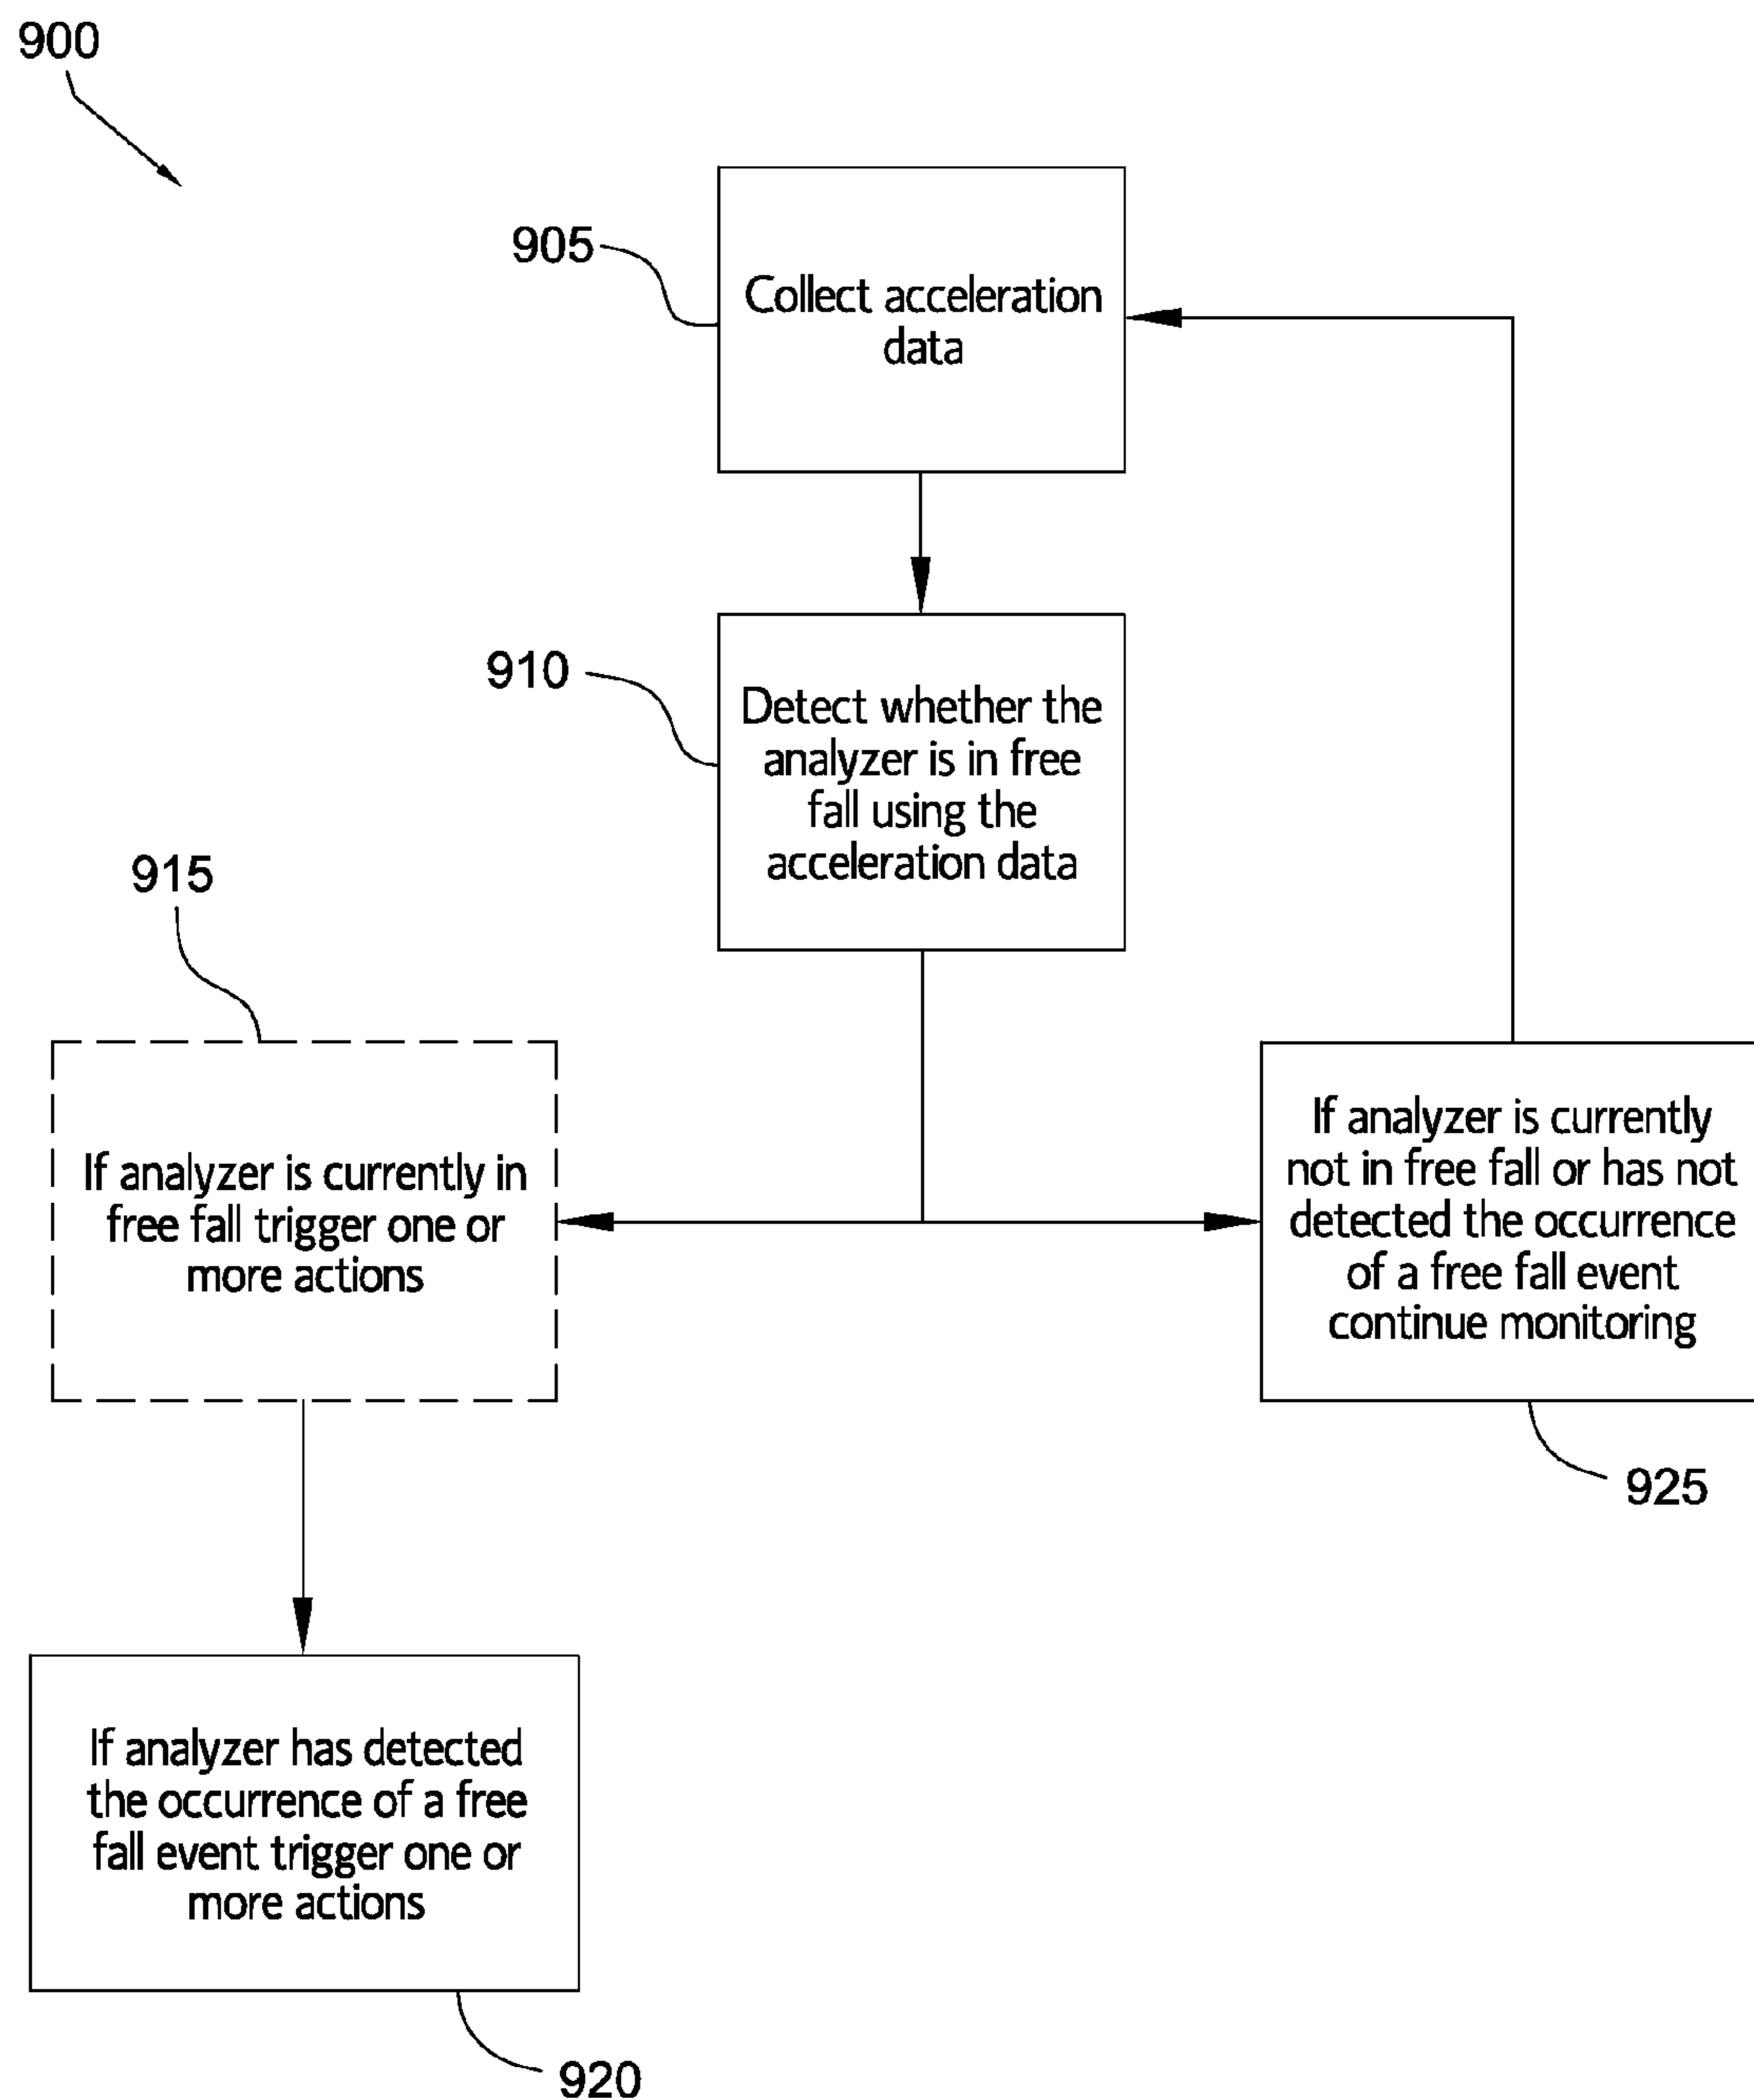 900
905
Collect acceleration
data
910
Detect whether the
analyzer is in free
fall using the
acceleration data
915
If analyzer is currently in
free fall trigger one or
more actions
If analyzer is currently
not in free fall or has not
detected the occurrence
of a free fall event
continue monitoring
925
If analyzer has detected
the occurrence of a free
fall event trigger one or
more actions
920